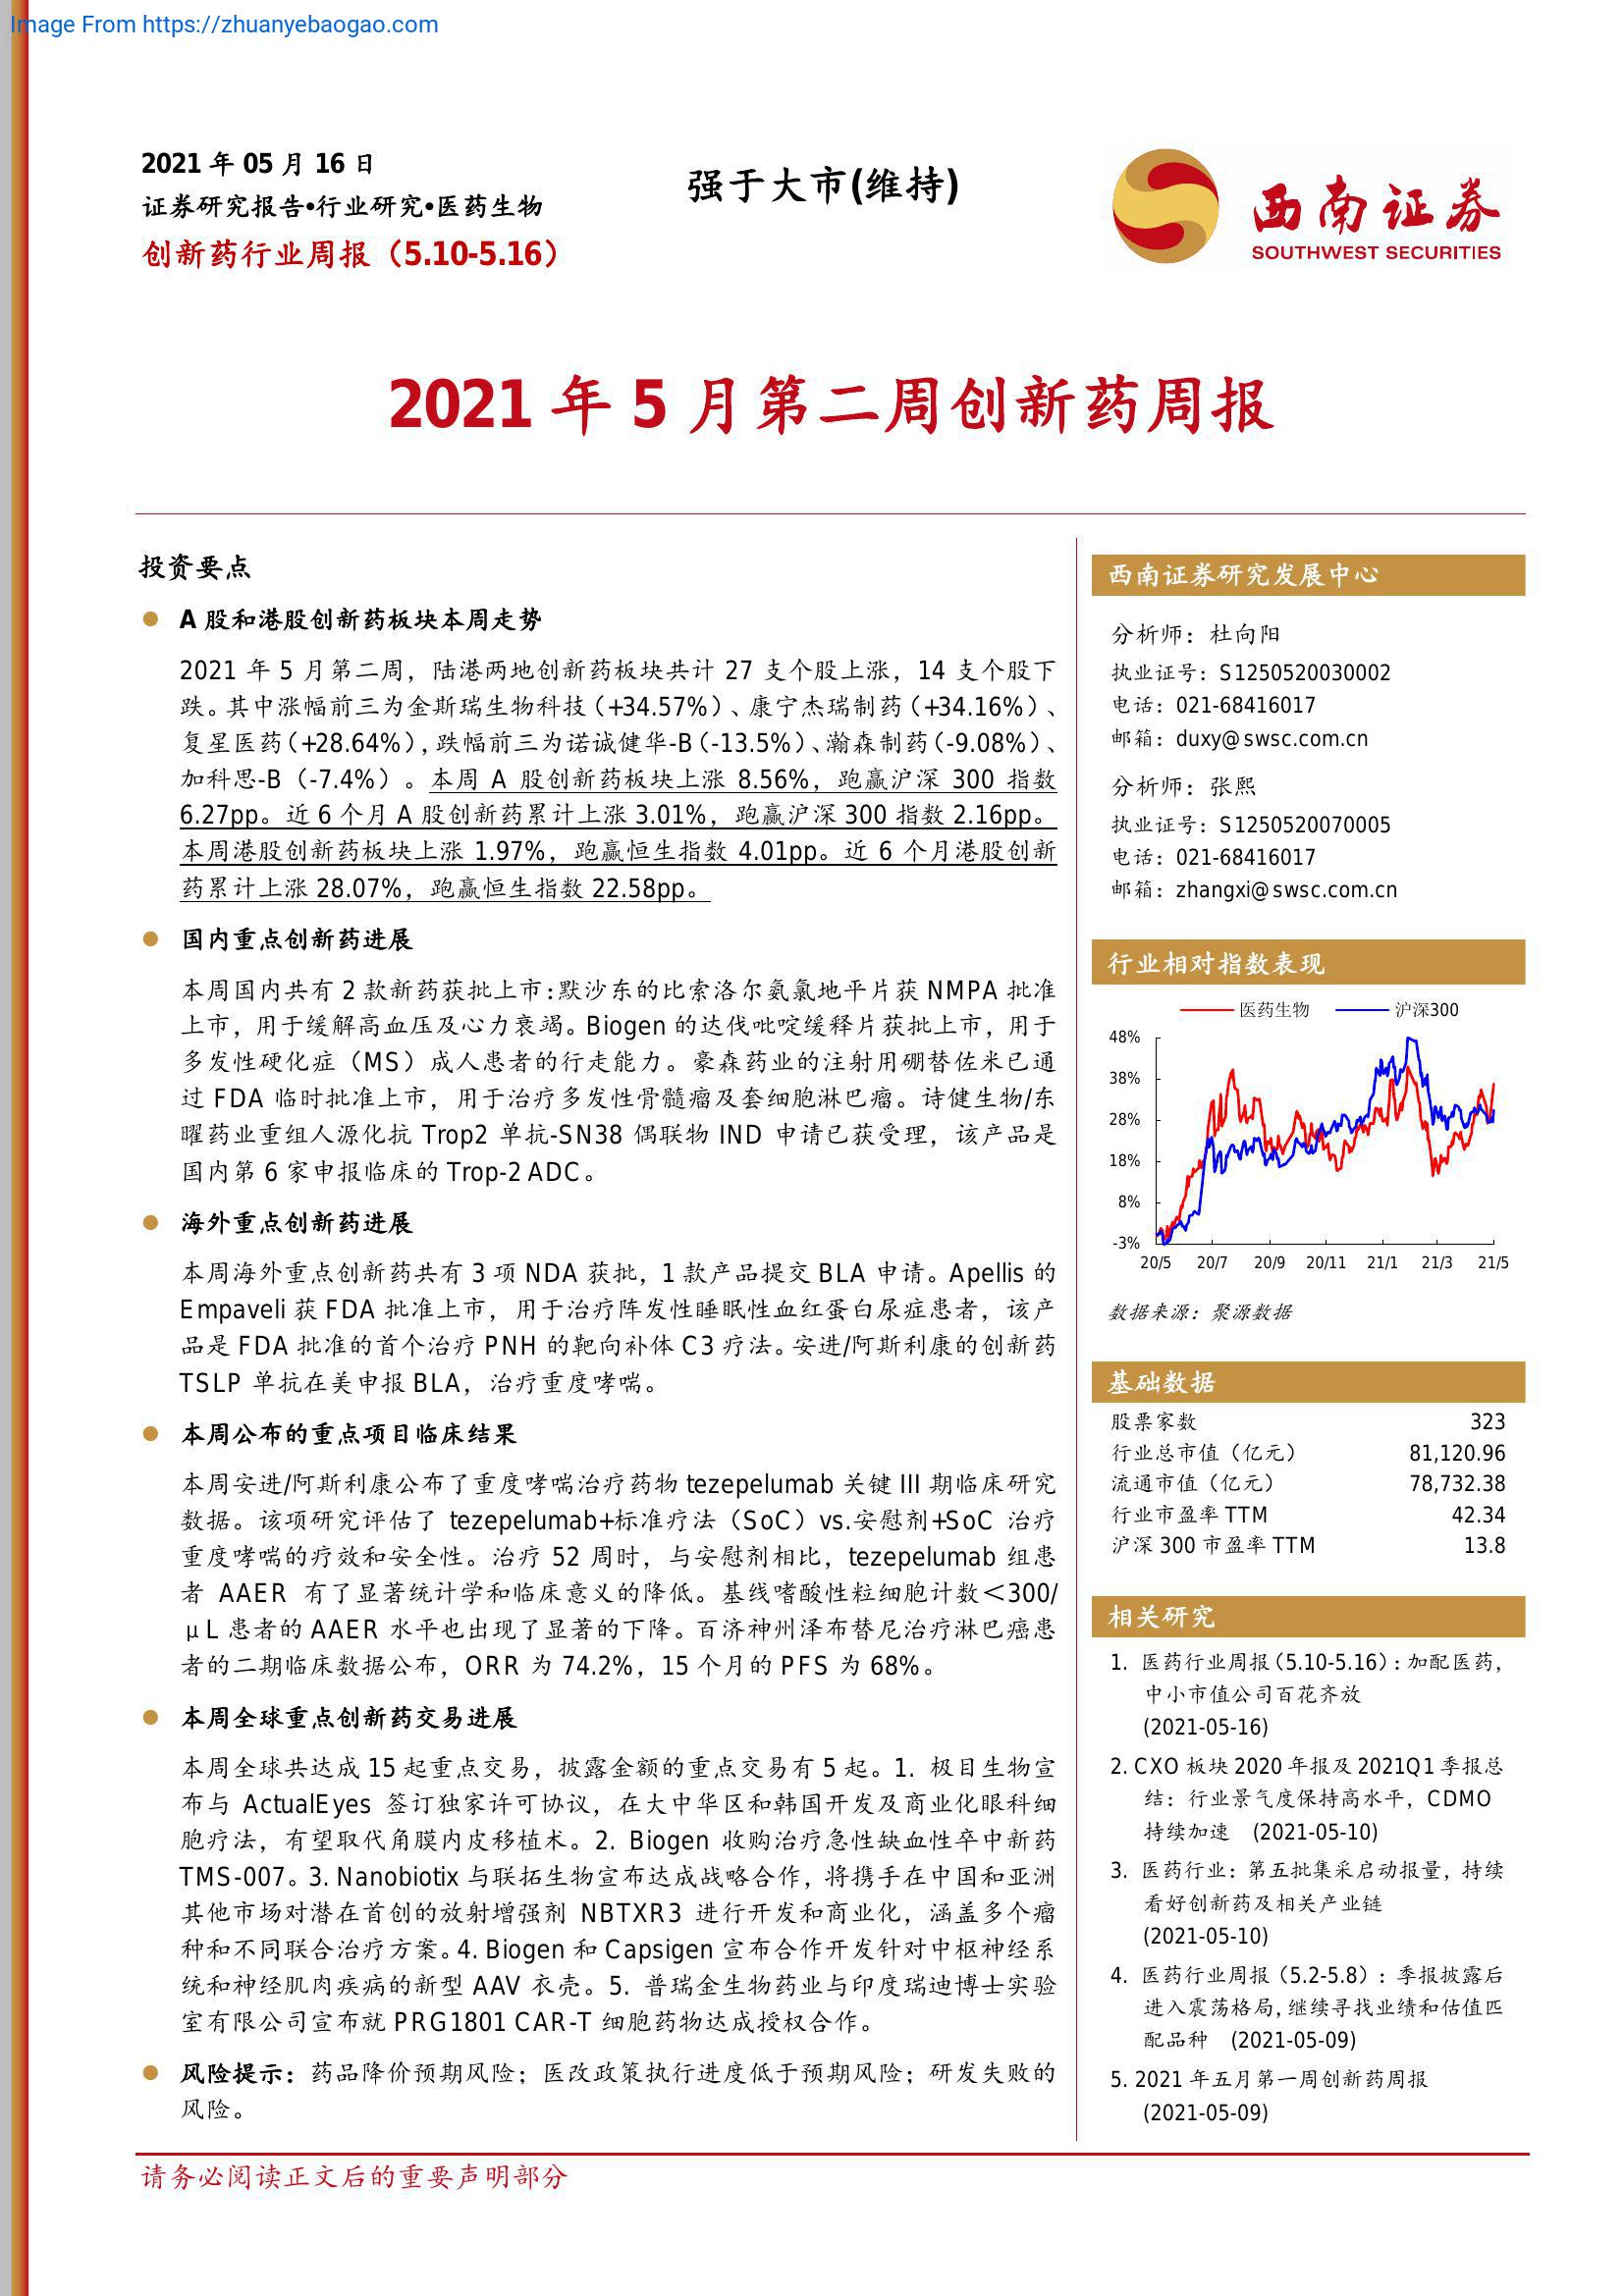 Image From https://zhuanyebaogao.com
2021 年 05 月 16 日
证券研究报告•行业研究•医药生物
创新药行业周报（5.10-5.16）
强于大市(维持)
西南证券
SOUTHWEST SECURITIES
2021 年 5 月第二周创新药周报
投资要点
A 股和港股创新药板块本周走势
2021 年 5 月第二周，陆港两地创新药板块共计 27 支个股上涨，14 支个股下
跌。其中涨幅前三为金斯瑞生物科技（+34.57%）、康宁杰瑞制药（+34.16%）、
复星医药（+28.64%），跌幅前三为诺诚健华-B（-13.5%）、瀚森制药（-9.08%）、
加科思-B（-7.4%）。本周 A 股创新药板块上涨 8.56%，跑赢沪深 300 指数
6.27pp。近 6 个月 A 股创新药累计上涨 3.01%，跑赢沪深 300 指数 2.16pp。
本周港股创新药板块上涨 1.97%，跑赢恒生指数 4.01pp。近 6 个月港股创新
药累计上涨 28.07%，跑赢恒生指数 22.58pp。
国内重点创新药进展
本周国内共有 2 款新药获批上市：默沙东的比索洛尔氨氯地平片获 NMPA 批准
上市，用于缓解高血压及心力衰竭。Biogen 的达伐吡啶缓释片获批上市，用于
多发性硬化症（MS）成人患者的行走能力。豪森药业的注射用硼替佐米已通
过 FDA 临时批准上市，用于治疗多发性骨髓瘤及套细胞淋巴瘤。诗健生物/东
曜药业重组人源化抗 Trop2 单抗-SN38 偶联物 IND 申请已获受理，该产品是
国内第 6 家申报临床的 Trop-2 ADC。
海外重点创新药进展
本周海外重点创新药共有 3 项 NDA 获批，1 款产品提交 BLA 申请。Apellis 的
Empaveli 获 FDA 批准上市，用于治疗阵发性睡眠性血红蛋白尿症患者，该产
品是 FDA 批准的首个治疗 PNH 的靶向补体 C3 疗法。安进/阿斯利康的创新药
TSLP 单抗在美申报 BLA，治疗重度哮喘。
本周公布的重点项目临床结果
本周安进/阿斯利康公布了重度哮喘治疗药物 tezepelumab 关键 III 期临床研究
数据。该项研究评估了 tezepelumab+标准疗法（SoC）vs.安慰剂+SoC 治疗
重度哮喘的疗效和安全性。治疗 52 周时，与安慰剂相比，tezepelumab 组患
者 AAER 有了显著统计学和临床意义的降低。基线嗜酸性粒细胞计数＜300/
μL 患者的 AAER 水平也出现了显著的下降。百济神州泽布替尼治疗淋巴癌患
者的二期临床数据公布，ORR 为 74.2%，15 个月的 PFS 为 68%。
本周全球重点创新药交易进展
本周全球共达成 15 起重点交易，披露金额的重点交易有 5 起。1. 极目生物宣
布与 ActualEyes 签订独家许可协议，在大中华区和韩国开发及商业化眼科细
胞疗法，有望取代角膜内皮移植术。2. Biogen 收购治疗急性缺血性卒中新药
TMS-007。3. Nanobiotix 与联拓生物宣布达成战略合作，将携手在中国和亚洲
其他市场对潜在首创的放射增强剂 NBTXR3 进行开发和商业化，涵盖多个瘤
种和不同联合治疗方案。4. Biogen 和 Capsigen 宣布合作开发针对中枢神经系
统和神经肌肉疾病的新型 AAV 衣壳。5. 普瑞金生物药业与印度瑞迪博士实验
室有限公司宣布就 PRG1801 CAR-T 细胞药物达成授权合作。
风险提示：药品降价预期风险；医改政策执行进度低于预期风险；研发失败的
风险。
西南证券研究发展中心
分析师：杜向阳
执业证号：S1250520030002
电话：021-68416017
邮箱：duxy@swsc.com.cn
分析师：张熙
执业证号：S1250520070005
电话：021-68416017
邮箱：zhangxi@swsc.com.cn
行业相对指数表现
医药生物 沪深300
48%
38%
28%
18%
8%
-3%
20/5 20/7 20/9 20/11 21/1 21/3 21/5
数据来源：聚源数据
基础数据
股票家数 323
行业总市值（亿元） 81,120.96
流通市值（亿元） 78,732.38
行业市盈率 TTM 42.34
沪深 300 市盈率 TTM 13.8
相关研究
1. 医药行业周报（5.10-5.16）：加配医药，
中小市值公司百花齐放
(2021-05-16)
2. CXO 板块 2020 年报及 2021Q1 季报总
结：行业景气度保持高水平，CDMO
持续加速 (2021-05-10)
3. 医药行业：第五批集采启动报量，持续
看好创新药及相关产业链
(2021-05-10)
4. 医药行业周报（5.2-5.8）：季报披露后
进入震荡格局，继续寻找业绩和估值匹
配品种 (2021-05-09)
5. 2021 年五月第一周创新药周报
(2021-05-09)
请务必阅读正文后的重要声明部分